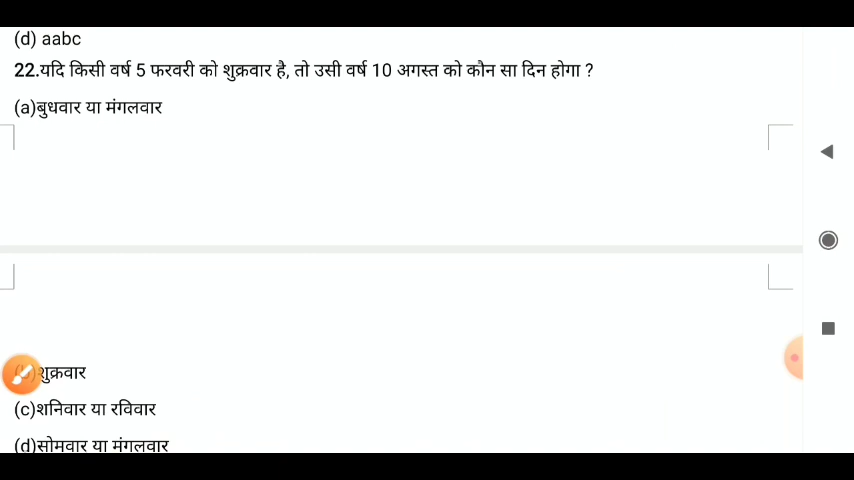 (d) aabc
22.यदि किसी वर्ष 5 फरवरी को शुक्रवार है, तो उसी वर्ष 10 अगस्त को कौन सा दिन होगा ?
(a)बुधवार या मंगलवार
(b)शुक्रवार
(c)शनिवार या रविवार
(d)सोमवार या मंगलवार